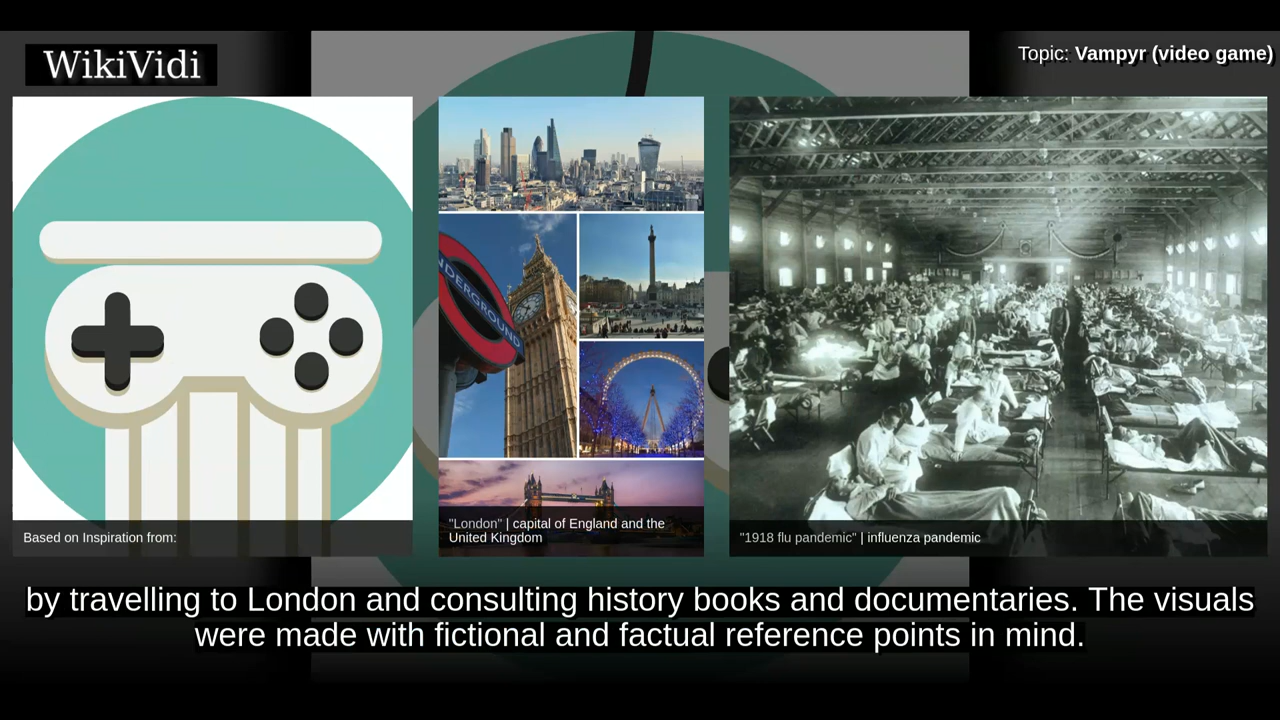 WikiVidi
Topic: Vampyr (video game)
NDERGROUND
Based on Inspiration from:
"London" | capital of England and the
United Kingdom
"1918 flu pandemic" | influenza pandemic
by travelling to London and consulting history books and documentaries. The visuals
were made with fictional and factual reference points in mind.